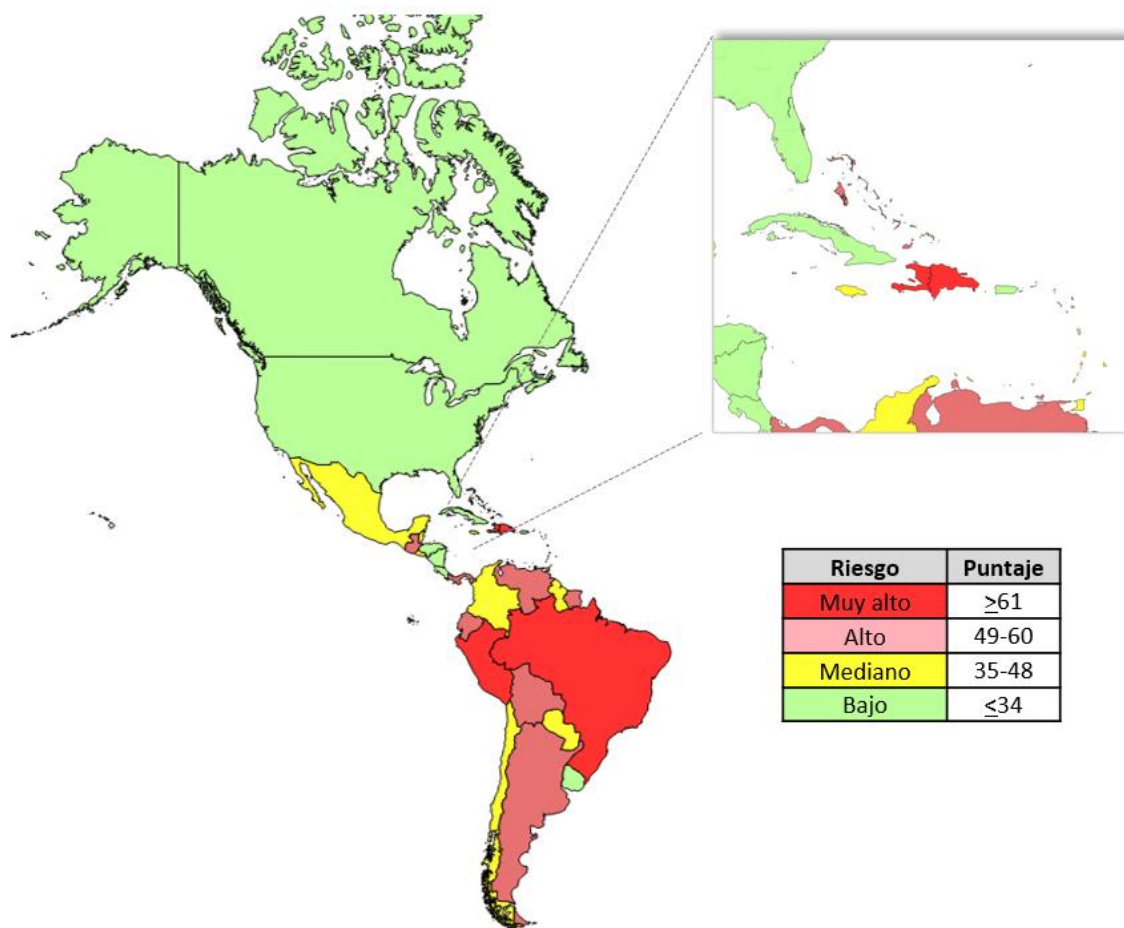 Riesgo Puntaje
Muy alto ≥61
Alto 49-60
Mediano 35-48
Bajo ≤34